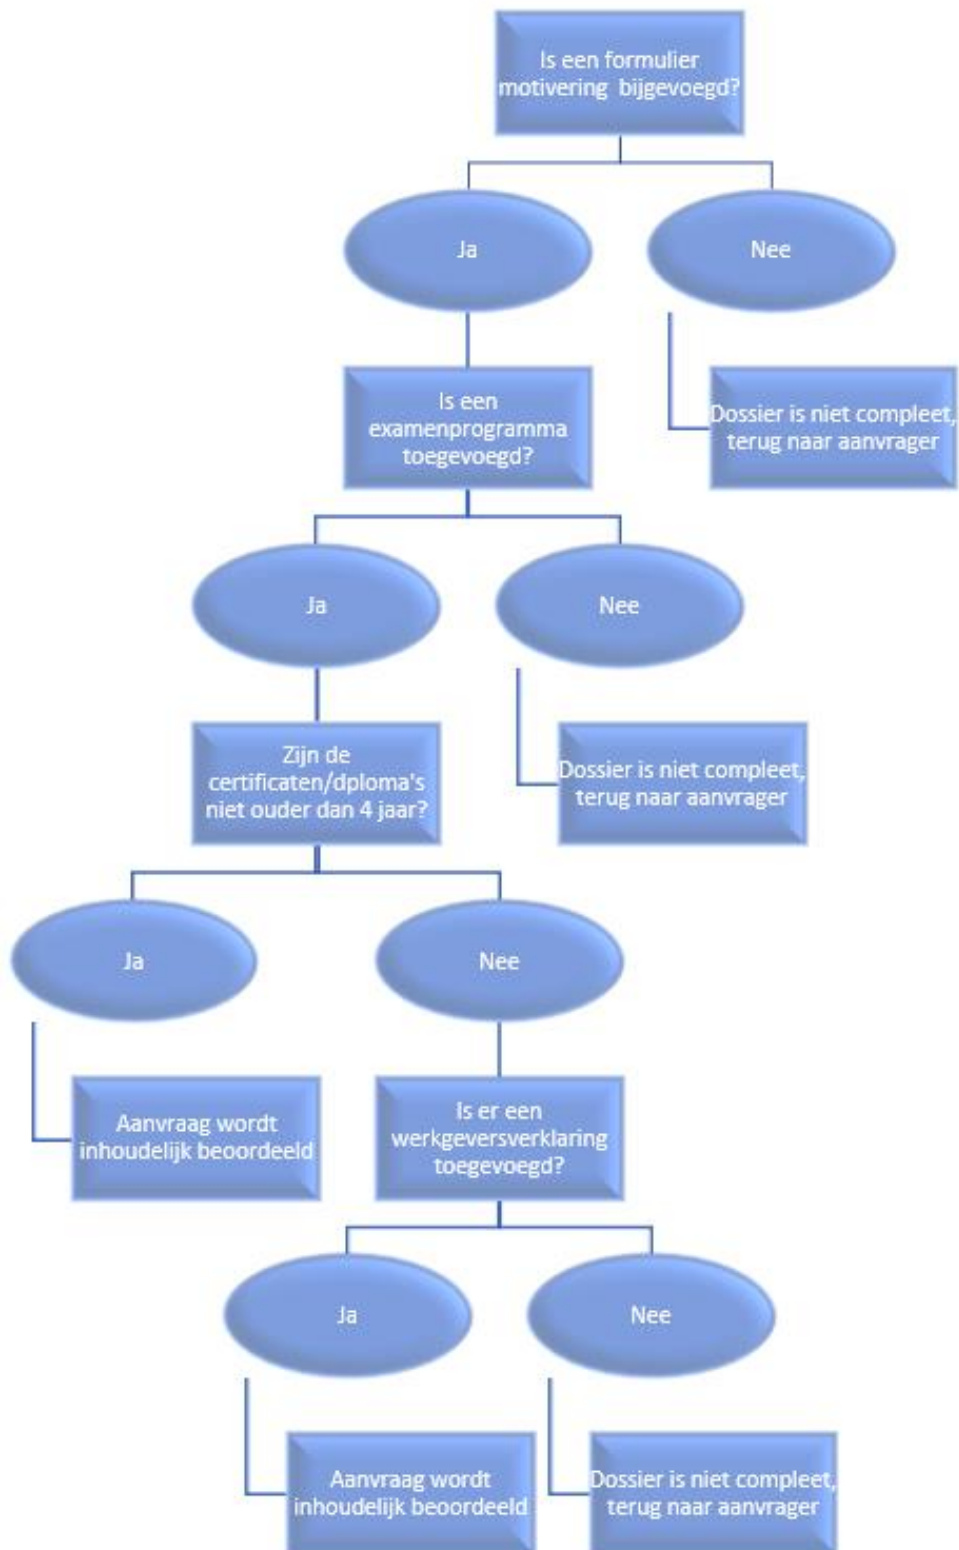 Is een formulier
motivering bijgevoegd?
Ja
Nee
Is een
examenprogramma
toegevoegd?
Dossier is niet compleet,
terug naar aanvrager
Ja
Nee
Zijn de
certificaten/dploma's
niet ouder dan 4 jaar?
Dossier is niet compleet,
terug naar aanvrager
Ja
Nee
Aanvraag wordt
inhoudelijk beoordeeld
Is er een
werkgeversverklaring
toegevoegd?
Ja
Nee
Aanvraag wordt
inhoudelijk beoordeeld
Dossier is niet compleet,
terug naar aanvrager